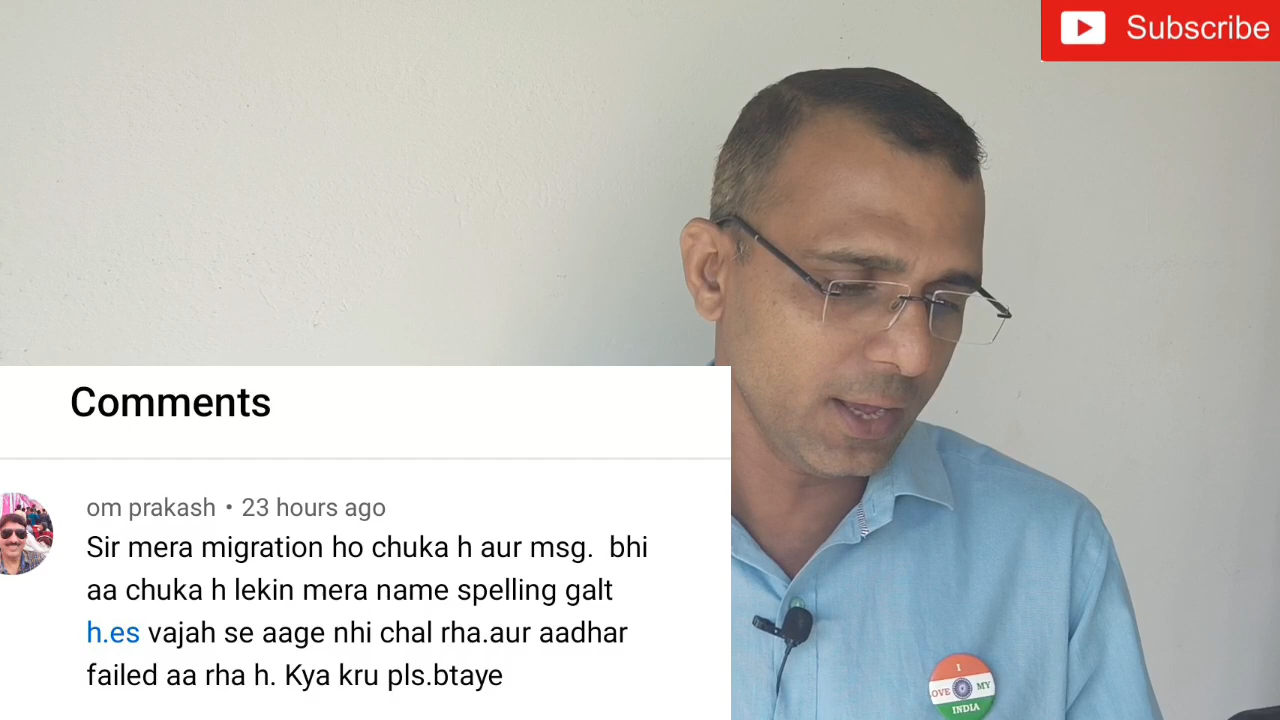 Subscribe
Comments
om prakash • 23 hours ago
Sir mera migration ho chuka h aur msg. bhi
aa chuka h lekin mera name spelling galt
h.es vajah se aage nhi chal rha.aur aadhar
failed aa rha h. Kya kru pls.btaye
I
OVE MY
INDIA